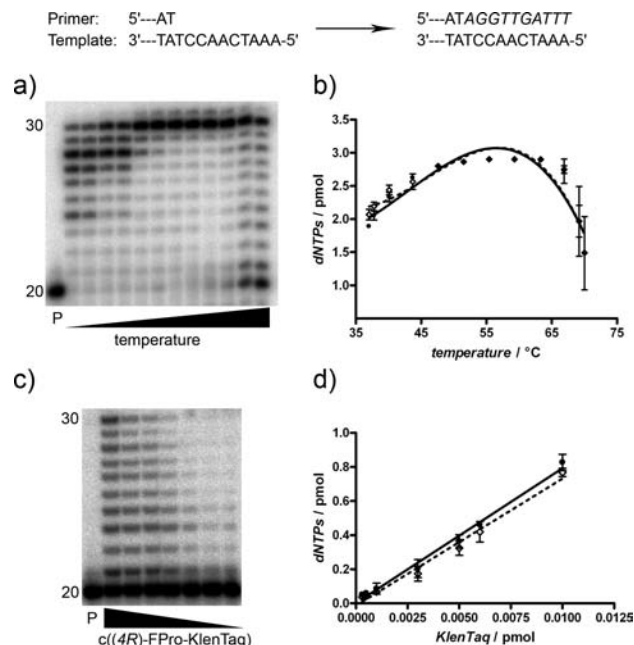 Primer: 5'---AT 5'---ATAGGTTGATTT
Template: 3'---TATCCAACTAAA-5' 3'---TATCCAACTAAA-5'
a)
30
20
P
temperature
b)
dNTPs / pmol
3.5
3.0
2.5
2.0
1.5
1.0
35 45 55 65 75
temperature / °C
c)
30
20
P
c((4R)-FPro-KlenTaq)
d)
dNTPs / pmol
1.0
0.8
0.6
0.4
0.2
0.0
0.0000 0.0025 0.0050 0.0075 0.0100 0.0125
KlenTaq / pmol